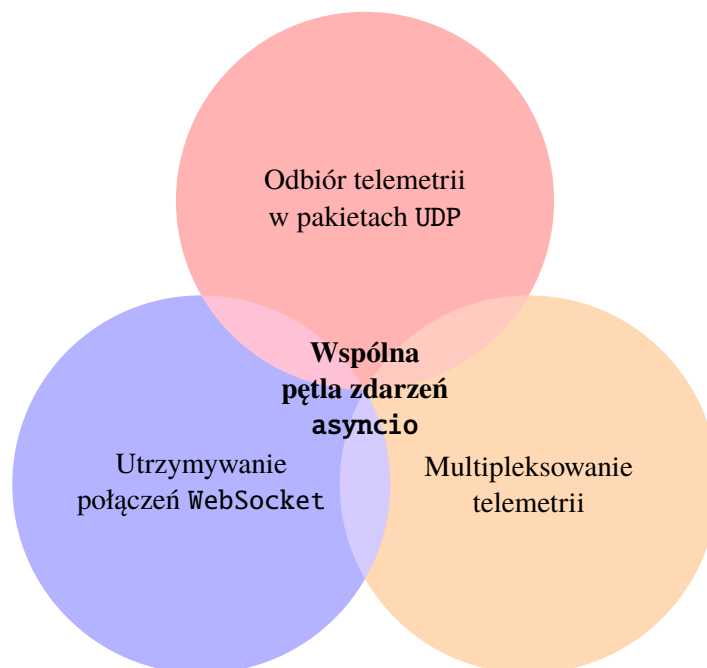 Odbiór telemetrii
w pakietach UDP
Wspólna
pętla zdarzeń
asyncio
Utrzymywanie
połączeń WebSocket
Multipleksowanie
telemetrii